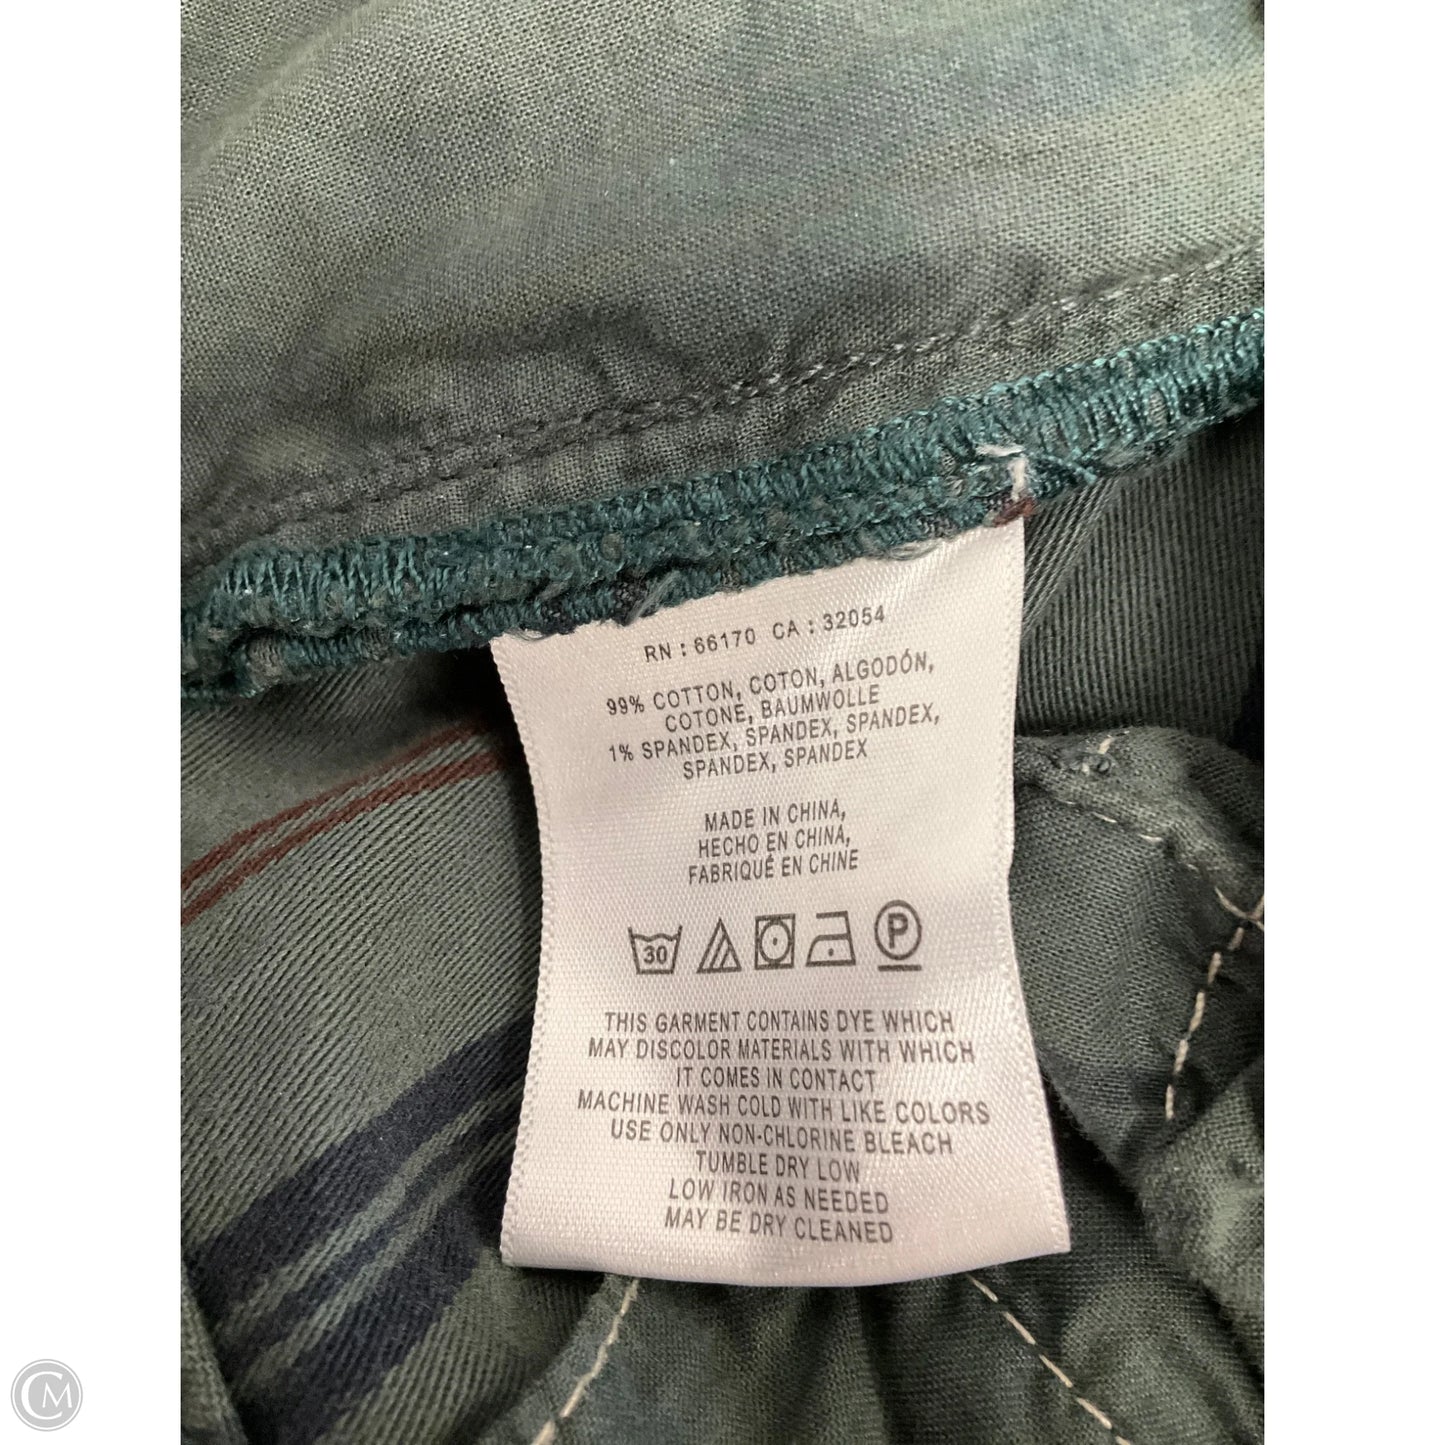 RN : 66170 CA : 32054
99% COTTON, COTON, ALGODÓN,
COTONE, BAUMWOLLE
1% SPANDEX, SPANDEX, SPANDEX,
SPANDEX, SPANDEX
MADE IN CHINA,
HECHO EN CHINA,
FABRIQUÉ EN CHINE
30 P
THIS GARMENT CONTAINS DYE WHICH
MAY DISCOLOR MATERIALS WITH WHICH
IT COMES IN CONTACT
MACHINE WASH COLD WITH LIKE COLORS
USE ONLY NON-CHLORINE BLEACH
TUMBLE DRY LOW
LOW IRON AS NEEDED
MAY BE DRY CLEANED
CM